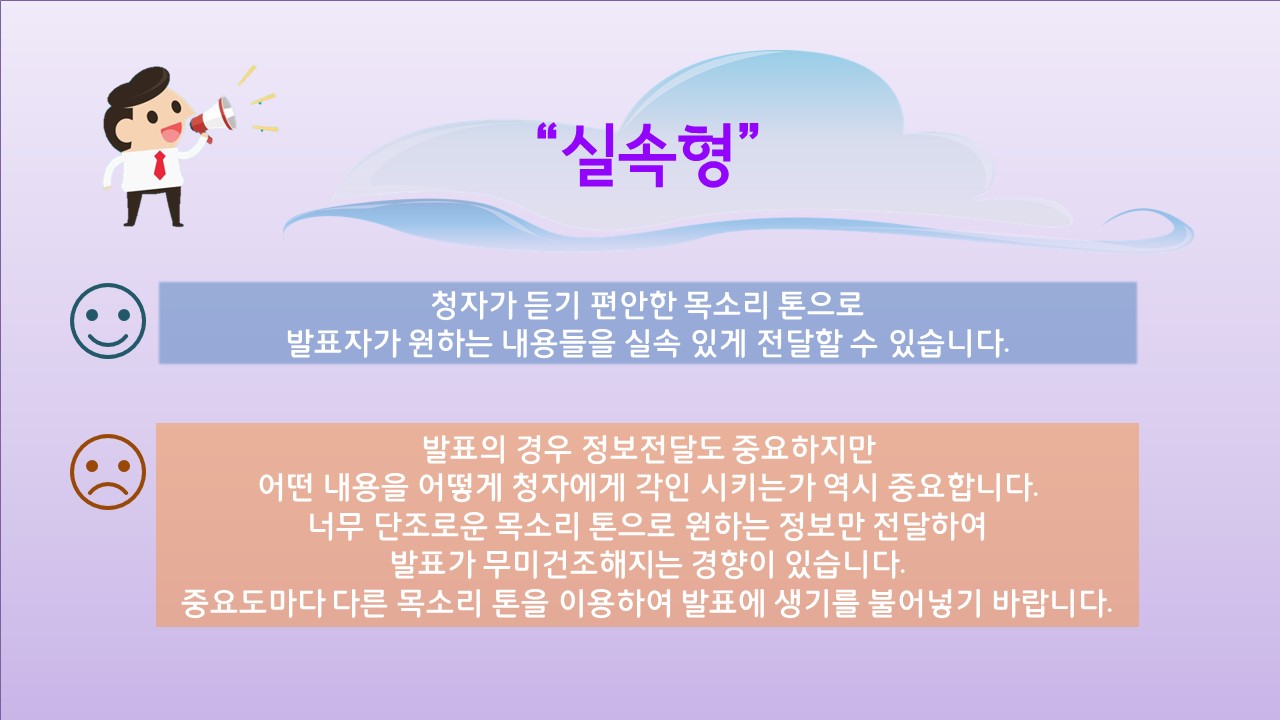 “실속형”
청자가 듣기 편안한 목소리 톤으로
발표자가 원하는 내용들을 실속 있게 전달할 수 있습니다.
발표의 경우 정보전달도 중요하지만
어떤 내용을 어떻게 청자에게 각인 시키는가 역시 중요합니다.
너무 단조로운 목소리 톤으로 원하는 정보만 전달하여
발표가 무미건조해지는 경향이 있습니다.
중요도마다 다른 목소리 톤을 이용하여 발표에 생기를 불어넣기 바랍니다.